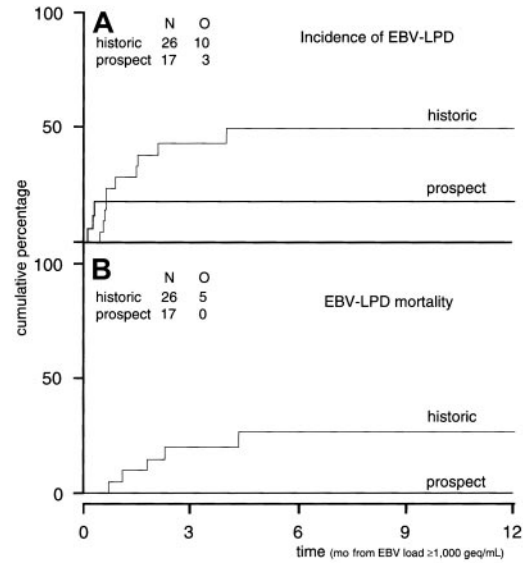 100
A
N O
historic 26 10
prospect 17 3
Incidence of EBV-LPD
historic
50
prospect
cumulative percentage
100
B
N O
historic 26 5
prospect 17 0
EBV-LPD mortality
50
historic
prospect
0
0 3 6 9 12
time (mo from EBV load ≥1,000 geq/mL)